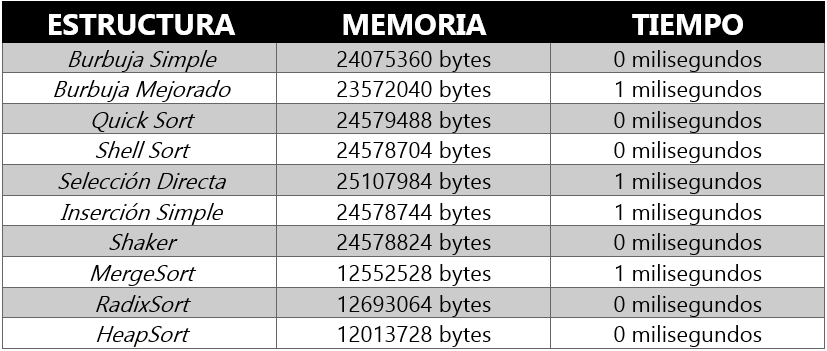 ESTRUCTURA MEMORIA TIEMPO
Burbuja Simple 24075360 bytes 0 milisegundos
Burbuja Mejorado 23572040 bytes 1 milisegundos
Quick Sort 24579488 bytes 0 milisegundos
Shell Sort 24578704 bytes 0 milisegundos
Selección Directa 25107984 bytes 1 milisegundos
Inserción Simple 24578744 bytes 1 milisegundos
Shaker 24578824 bytes 0 milisegundos
MergeSort 12552528 bytes 1 milisegundos
RadixSort 12693064 bytes 0 milisegundos
HeapSort 12013728 bytes 0 milisegundos